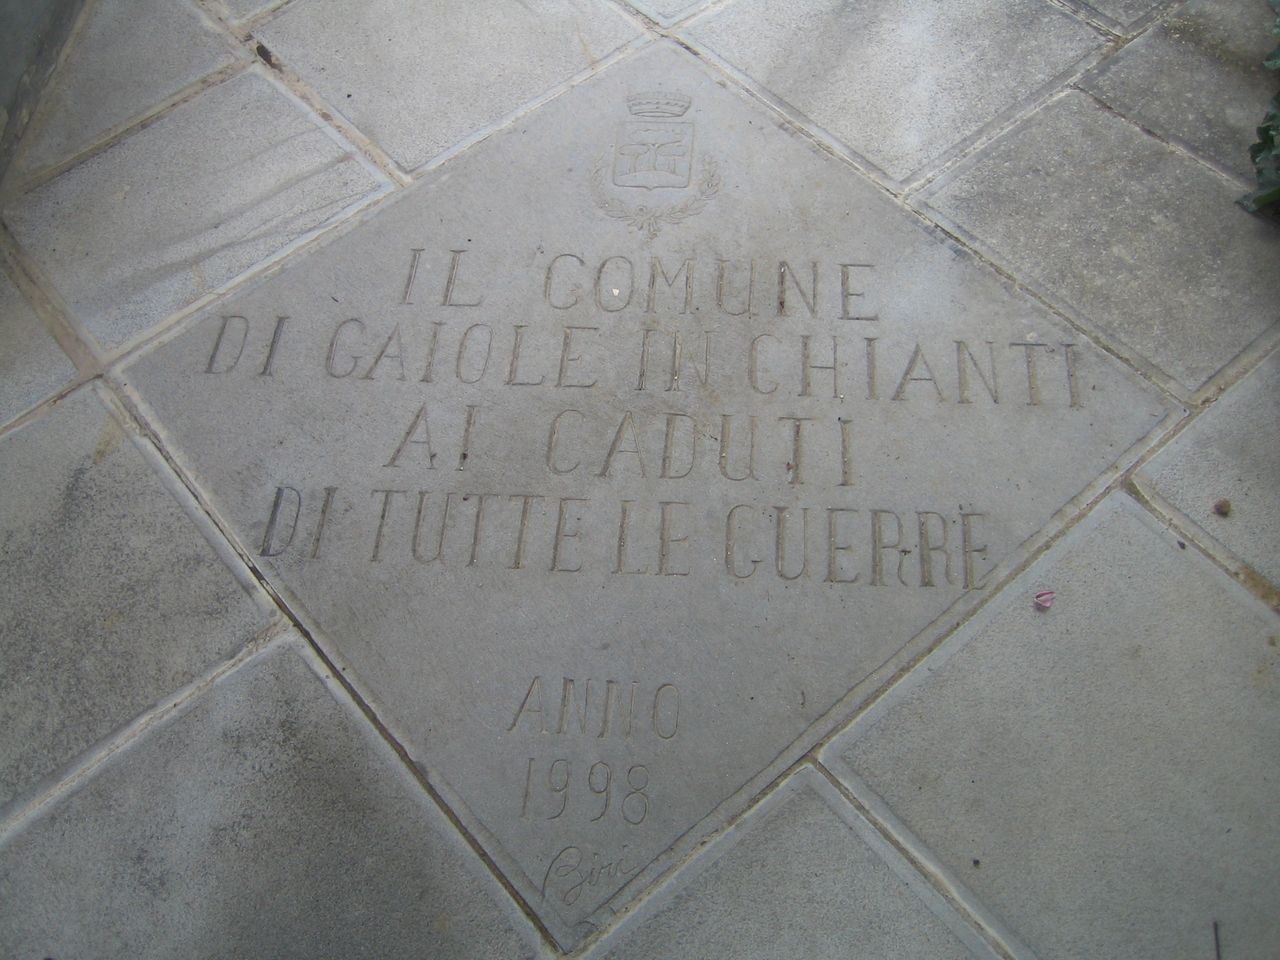 IL COMUNE
DI GAIOLE IN CHIANTI
AI CADUTI
DI TUTTE LE GUERRE
ANNO
1998